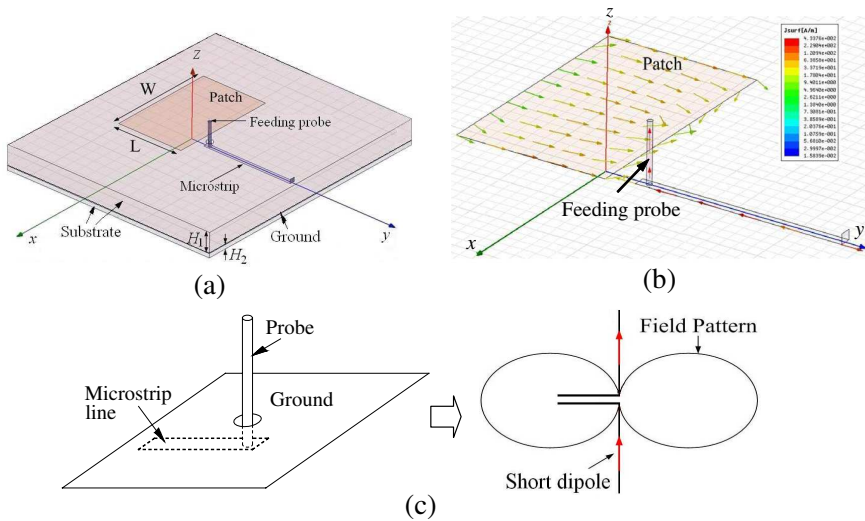 z
W
Patch
Feeding probe
L
Microstrip
x
Substrate
H1
H2
Ground
y
(a)
z
Patch
Feeding probe
x
y
Jsurf[A/m]
(b)
Probe
Microstrip
line
Ground
Field Pattern
Short dipole
(c)